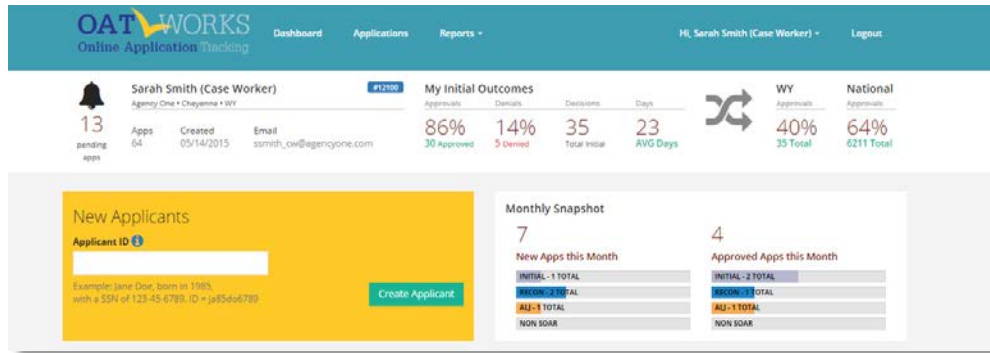 OAT WORKS
Online Application Tracking
Dashboard Applications Reports
Hi, Sarah Smith (Case Worker) Logout
Sarah Smith (Case Worker) #12100
Agency One • Cheyenne • WY
13
pending
apps
Apps Created Email
64 05/14/2015 ssmith_cw@agencyone.com
My Initial Outcomes
Approvals Denials Decisions Days
86% 14% 35 23
30 Approved 5 Denied Total Initial AVG Days
WY National
Approvals Approvals
40% 64%
35 Total 6211 Total
New Applicants
Applicant ID
Example: Jane Doe, born in 1985,
with a SSN of 123-45-6789. ID = ja85do6789
Create Applicant
Monthly Snapshot
7
New Apps this Month
INITIAL - 1 TOTAL
RECON - 2 TOTAL
ALJ - 1 TOTAL
NON SOAR
4
Approved Apps this Month
INITIAL - 2 TOTAL
RECON - 1 TOTAL
ALJ - 1 TOTAL
NON SOAR